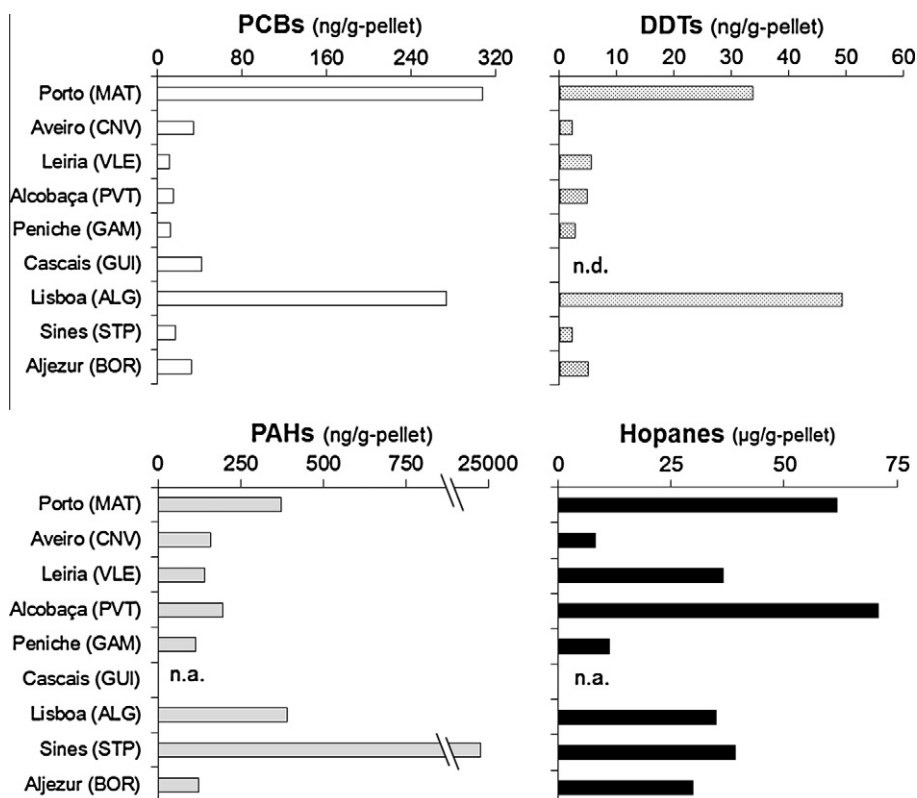 PCBs (ng/g-pellet)
0 80 160 240 320
Porto (MAT)
Aveiro (CNV)
Leiria (VLE)
Alcobaça (PVT)
Peniche (GAM)
Cascais (GUI)
Lisboa (ALG)
Sines (STP)
Aljezur (BOR)
DDTs (ng/g-pellet)
0 10 20 30 40 50 60
n.d.
PAHs (ng/g-pellet)
0 250 500 750 25000
Porto (MAT)
Aveiro (CNV)
Leiria (VLE)
Alcobaça (PVT)
Peniche (GAM)
Cascais (GUI)
n.a.
Lisboa (ALG)
Sines (STP)
Aljezur (BOR)
Hopanes (µg/g-pellet)
0 25 50 75
n.a.